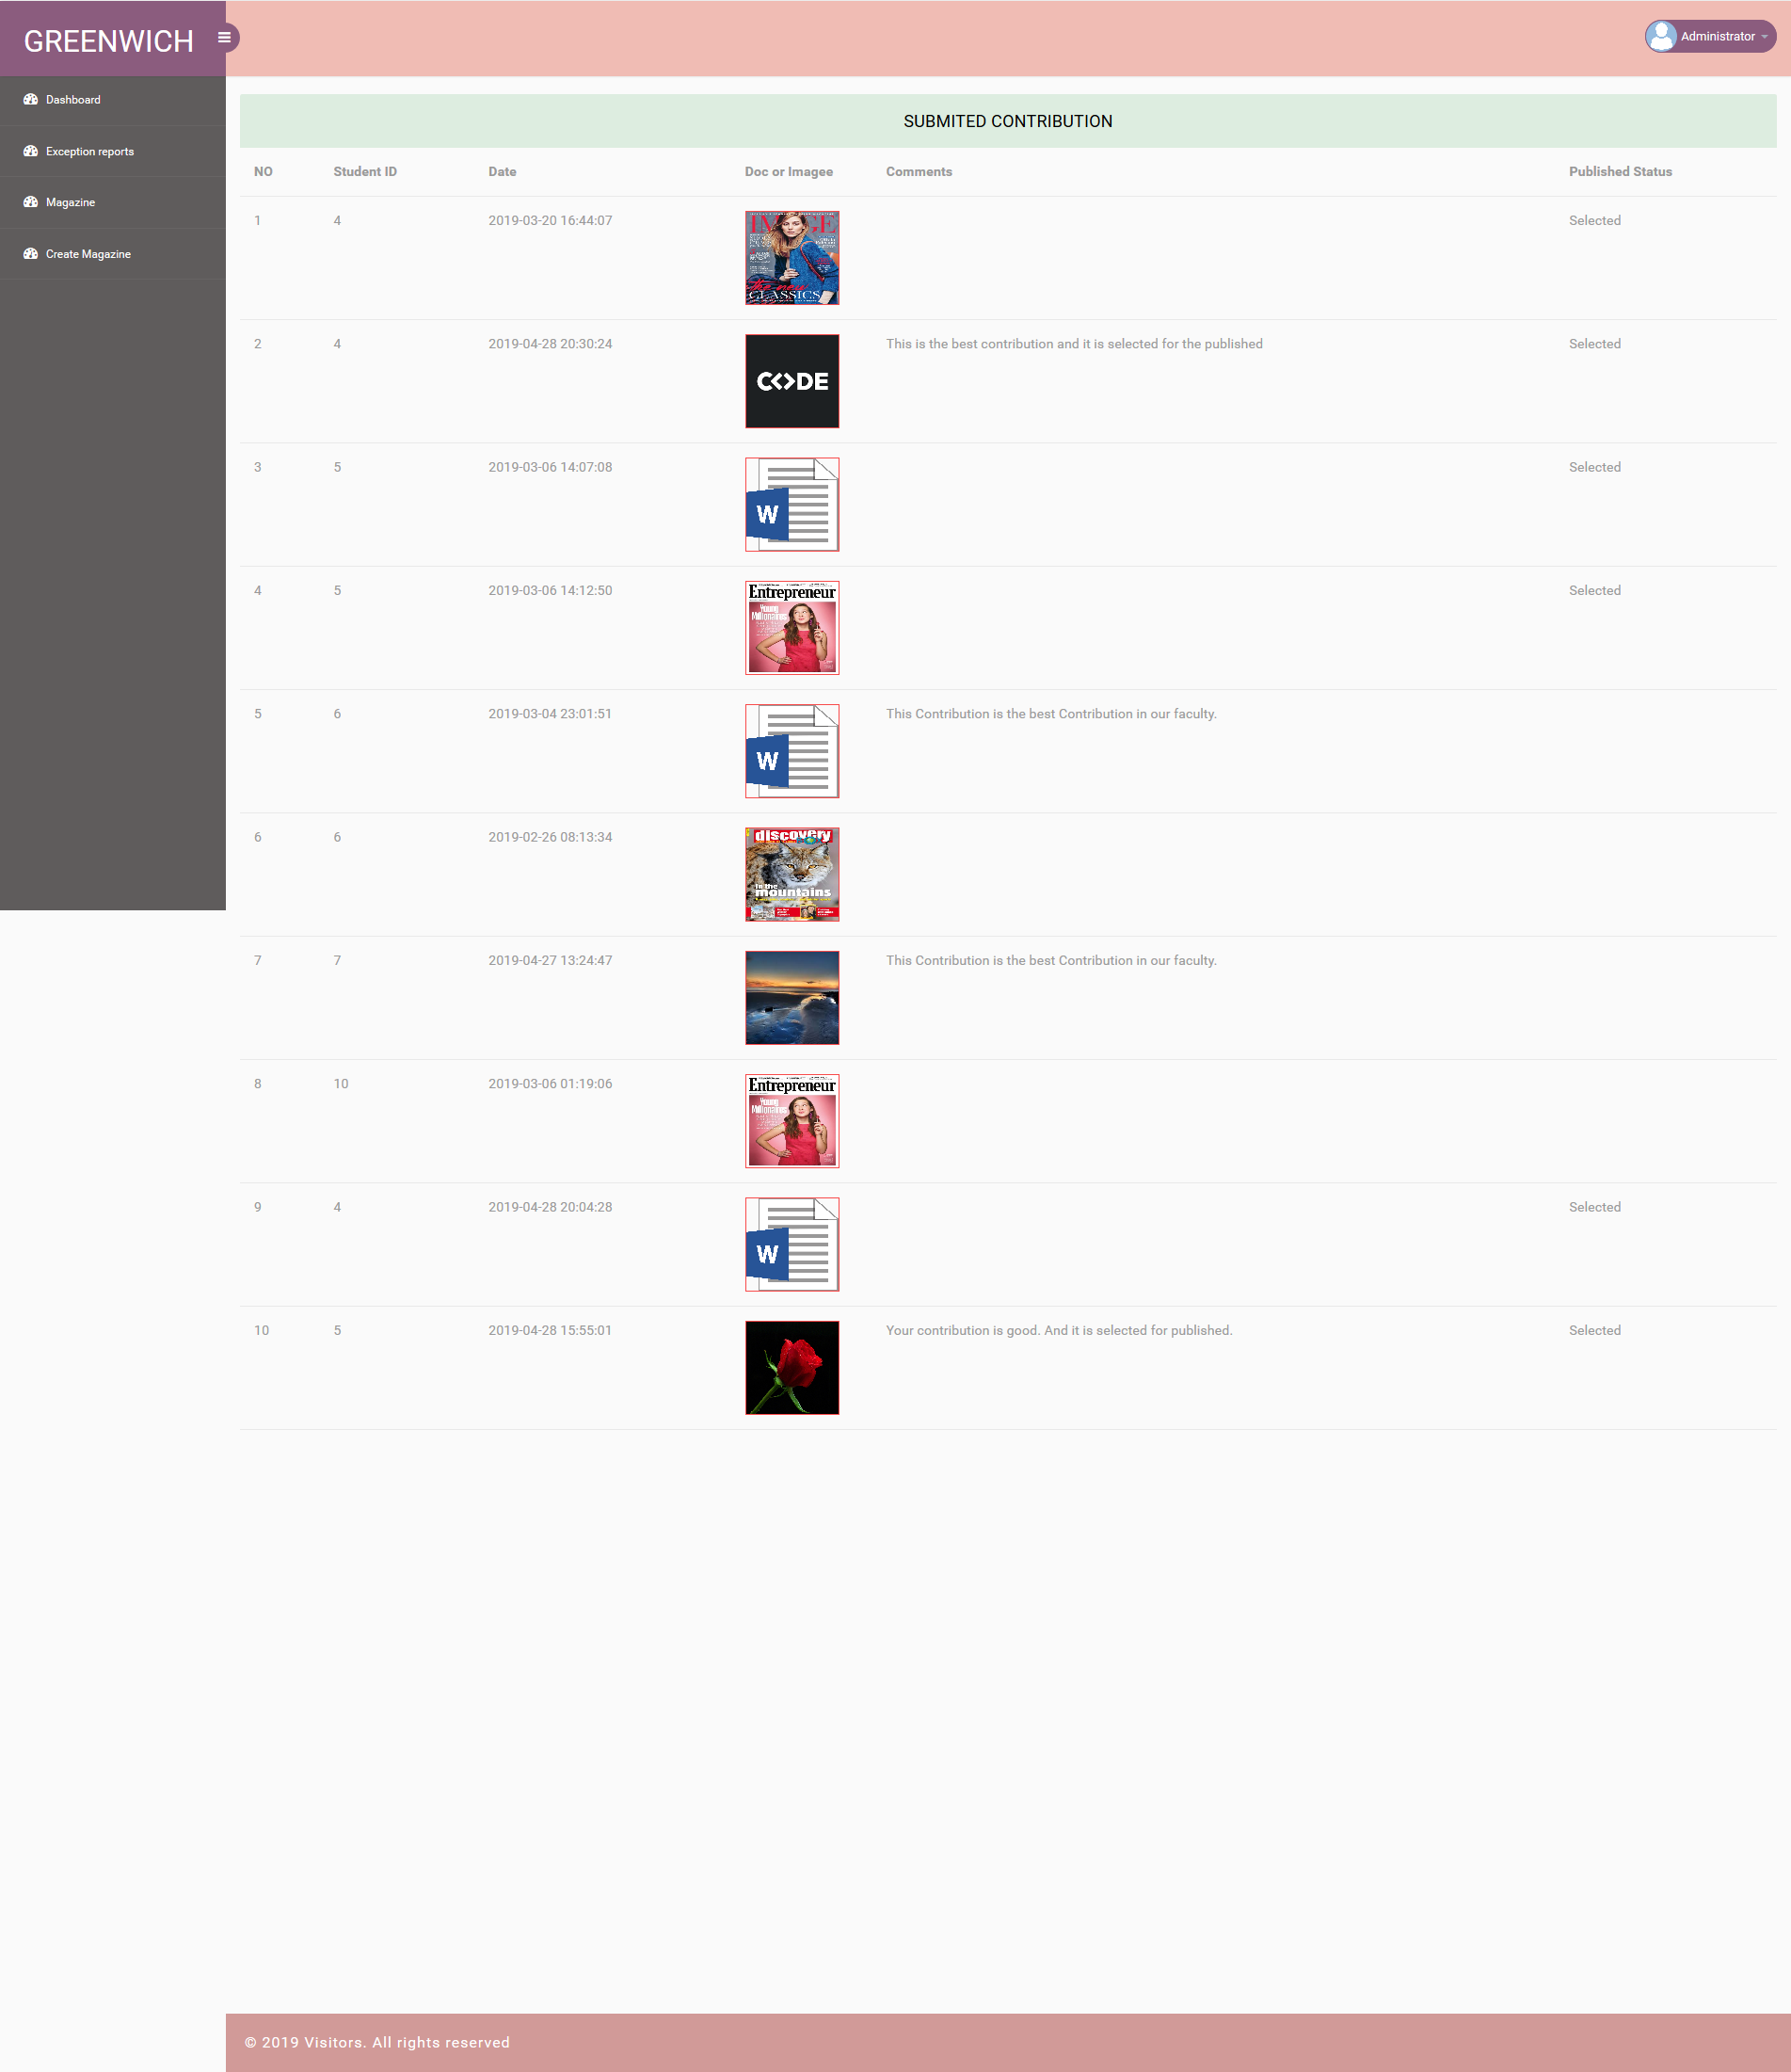 GREENWICH
Administrator
Dashboard
Exception reports
Magazine
Create Magazine
SUBMITED CONTRIBUTION
NO Student ID Date Doc or Imagee Comments Published Status
1 4 2019-03-20 16:44:07 Selected
IMAGE
the new
CLASSICS
2 4 2019-04-28 20:30:24 This is the best contribution and it is selected for the published Selected
C<>DE
3 5 2019-03-06 14:07:08 Selected
W
4 5 2019-03-06 14:12:50 Selected
Entrepreneur
Young
Millionaires
5 6 2019-03-04 23:01:51 This Contribution is the best Contribution in our faculty.
W
6 6 2019-02-26 08:13:34
discovery
BOX
In the
mountains
7 7 2019-04-27 13:24:47 This Contribution is the best Contribution in our faculty.
8 10 2019-03-06 01:19:06
Entrepreneur
Young
Millionaires
9 4 2019-04-28 20:04:28 Selected
W
10 5 2019-04-28 15:55:01 Your contribution is good. And it is selected for published. Selected
© 2019 Visitors. All rights reserved